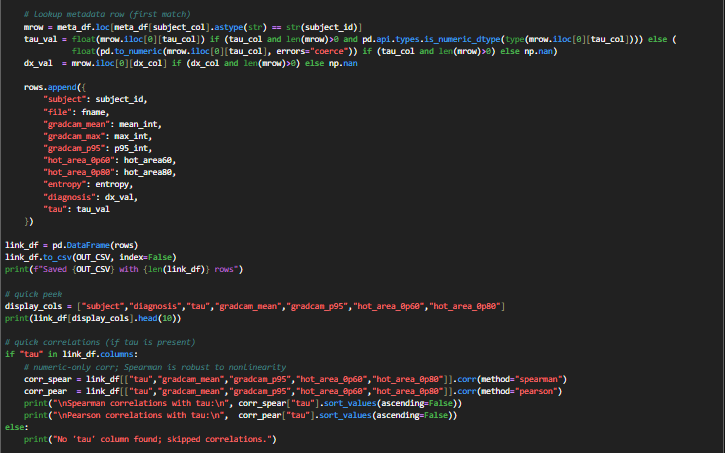 # Lookup metadata row (first match)
mrow = meta_df.loc[meta_df[subject_col].astype(str) == str(subject_id)]
tau_val = float(mrow.iloc[0][tau_col]) if (tau_col and len(mrow)>0 and pd.api.types.is_numeric_dtype(type(mrow.iloc[0][tau_col]))) else (
float(pd.to_numeric(mrow.iloc[0][tau_col], errors="coerce")) if (tau_col and len(mrow)>0) else np.nan)
dx_val  = mrow.iloc[0][dx_col] if (dx_col and len(mrow)>0) else np.nan
rows.append({
"subject": subject_id,
"file": fname,
"gradcam_mean": mean_int,
"gradcam_max": max_int,
"gradcam_p95": p95_int,
"hot_area_0p60": hot_area60,
"hot_area_0p80": hot_area80,
"entropy": entropy,
"diagnosis": dx_val,
"tau": tau_val
})
link_df = pd.DataFrame(rows)
link_df.to_csv(OUT_CSV, index=False)
print(f"Saved {OUT_CSV} with {len(link_df)} rows")
# quick peek
display_cols = ["subject","diagnosis","tau","gradcam_mean","gradcam_p95","hot_area_0p60","hot_area_0p80"]
print(link_df[display_cols].head(10))
# quick correlations (if tau is present)
if "tau" in link_df.columns:
# numeric-only corr; Spearman is robust to nonlinearity
corr_spear = link_df[["tau","gradcam_mean","gradcam_p95","hot_area_0p60","hot_area_0p80"]].corr(method="spearman")
corr_pear  = link_df[["tau","gradcam_mean","gradcam_p95","hot_area_0p60","hot_area_0p80"]].corr(method="pearson")
print("\nSpearman correlations with tau:\n", corr_spear["tau"].sort_values(ascending=False))
print("\nPearson correlations with tau:\n",  corr_pear["tau"].sort_values(ascending=False))
else:
print("No 'tau' column found; skipped correlations.")